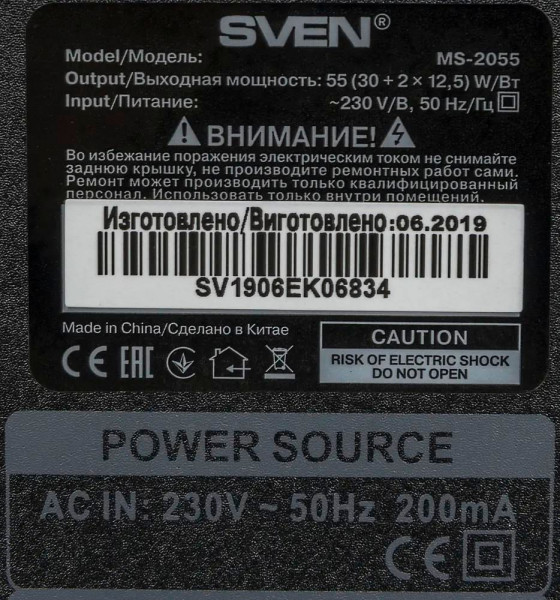 SVEN®
Model/Модель: MS-2055
Output/Выходная мощность: 55 (30 + 2 × 12,5) W/Вт
Input/Питание: ~230 V/В, 50 Hz/Гц
ВНИМАНИЕ!
Во избежание поражения электрическим током не снимайте
заднюю крышку, не производите ремонтных работ сами.
Ремонт может производить только квалифицированный
персонал. Использовать только внутри помещений.
Изготовлено/Виготовлено:06.2019
SV1906EK06834
Made in China/Сделано в Китае
CE EAC
CAUTION
RISK OF ELECTRIC SHOCK
DO NOT OPEN
POWER SOURCE
AC IN: 230V ~ 50Hz 200mA
CE